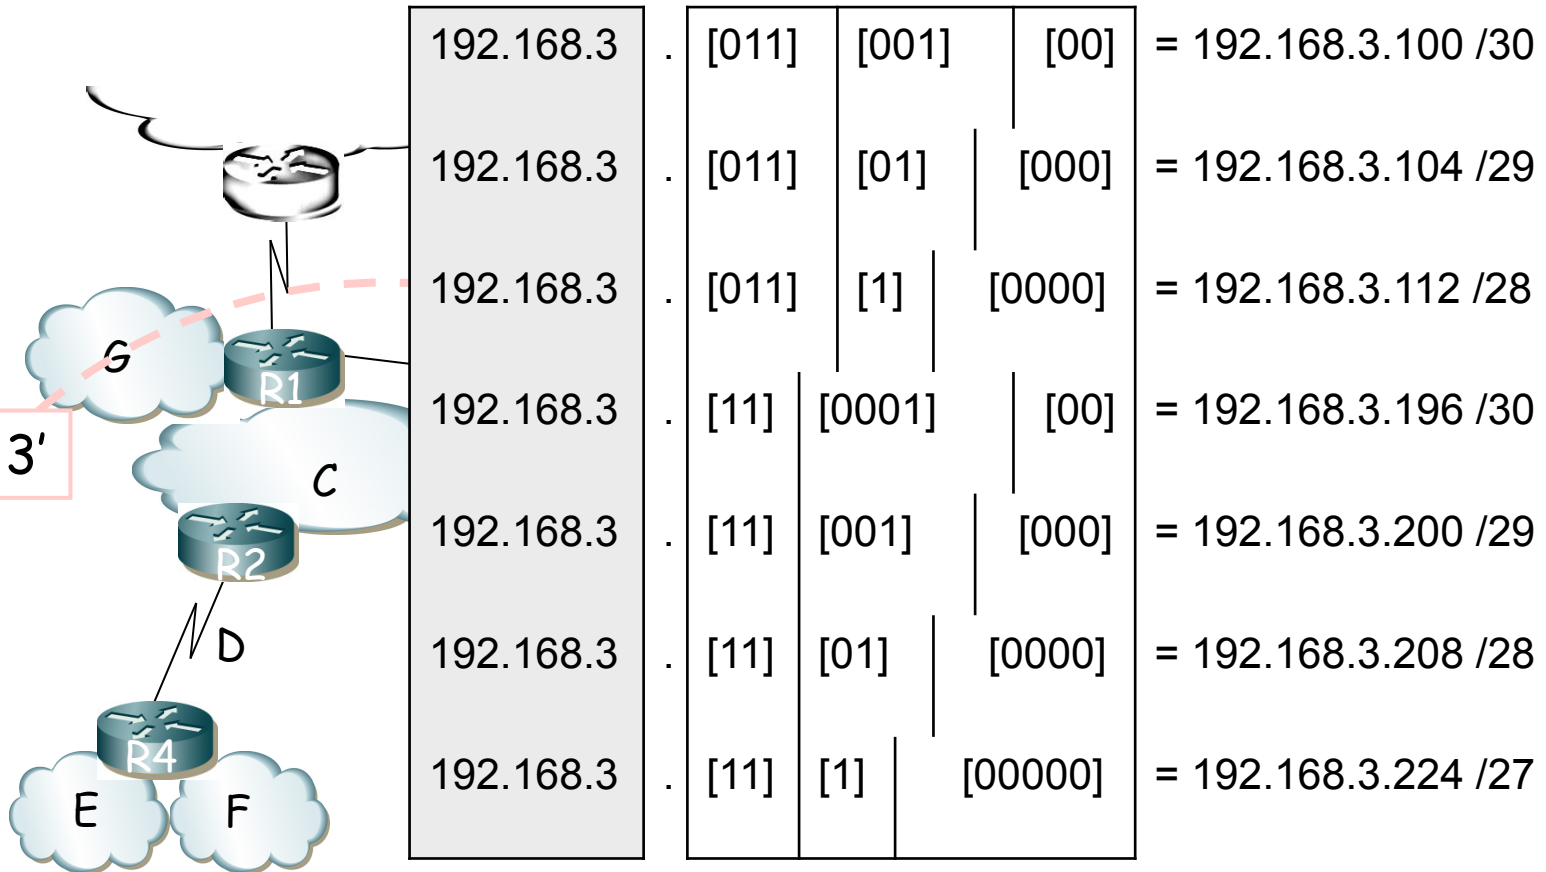 192.168.3 . [011] [001] [00] = 192.168.3.100 /30
192.168.3 . [011] [01] [000] = 192.168.3.104 /29
192.168.3 . [011] [1] [0000] = 192.168.3.112 /28
G
R1
192.168.3 . [11] [0001] [00] = 192.168.3.196 /30
3'
C
192.168.3 . [11] [001] [000] = 192.168.3.200 /29
R2
D
192.168.3 . [11] [01] [0000] = 192.168.3.208 /28
R4
192.168.3 . [11] [1] [00000] = 192.168.3.224 /27
E
F